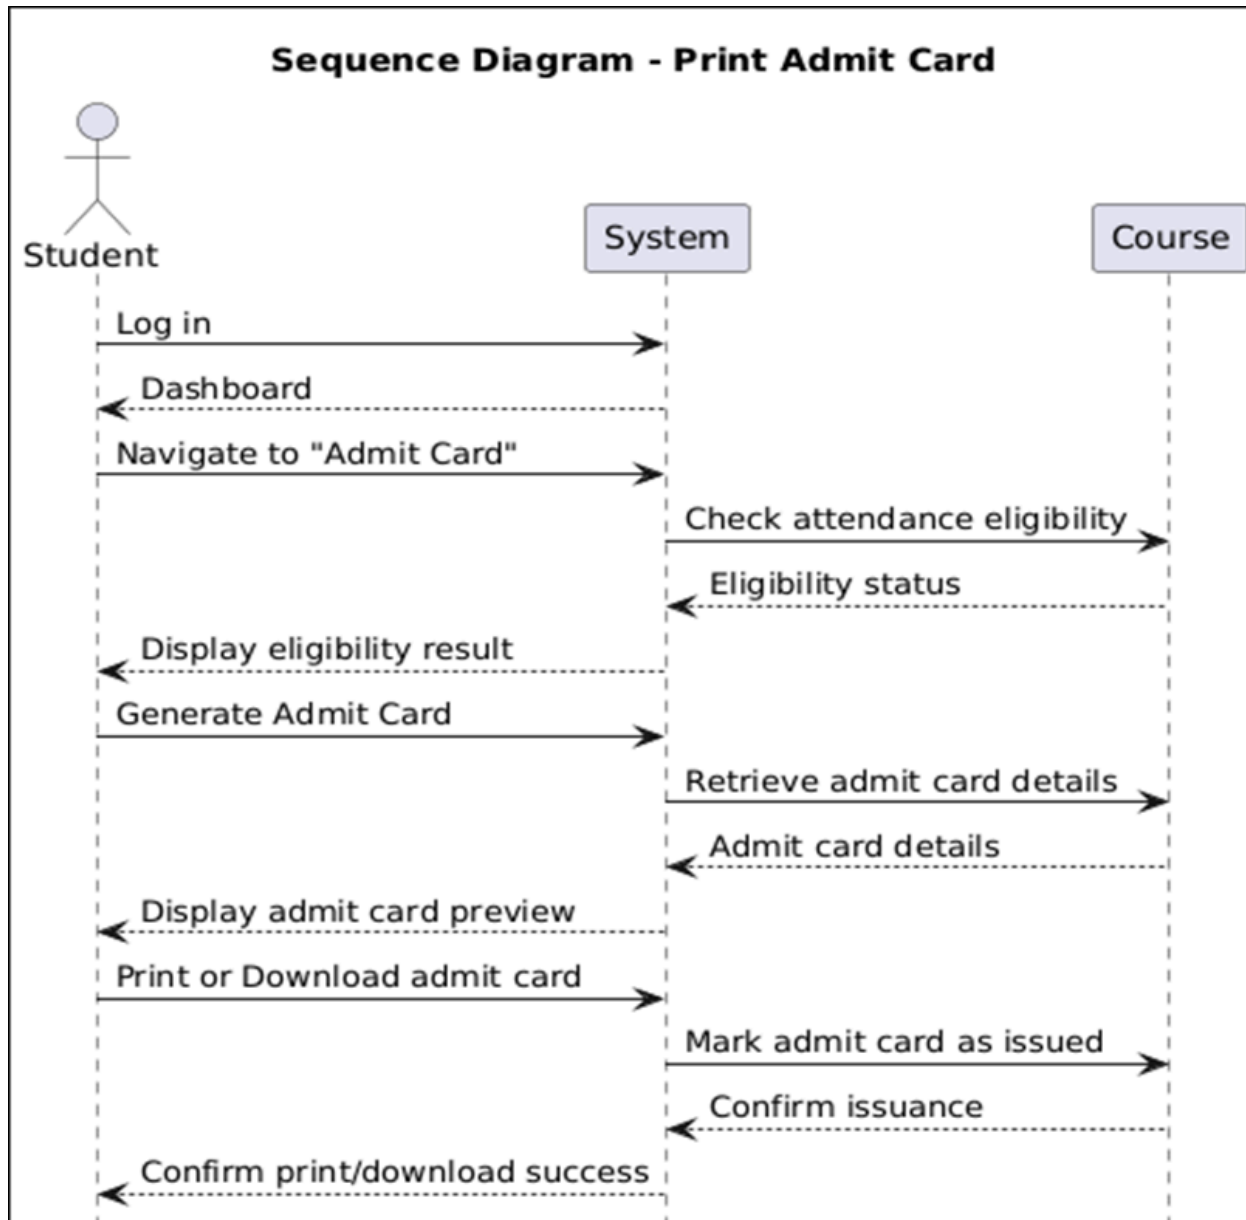 Sequence Diagram - Print Admit Card
Student
System
Course
Log in
Dashboard
Navigate to "Admit Card"
Check attendance eligibility
Eligibility status
Display eligibility result
Generate Admit Card
Retrieve admit card details
Admit card details
Display admit card preview
Print or Download admit card
Mark admit card as issued
Confirm issuance
Confirm print/download success